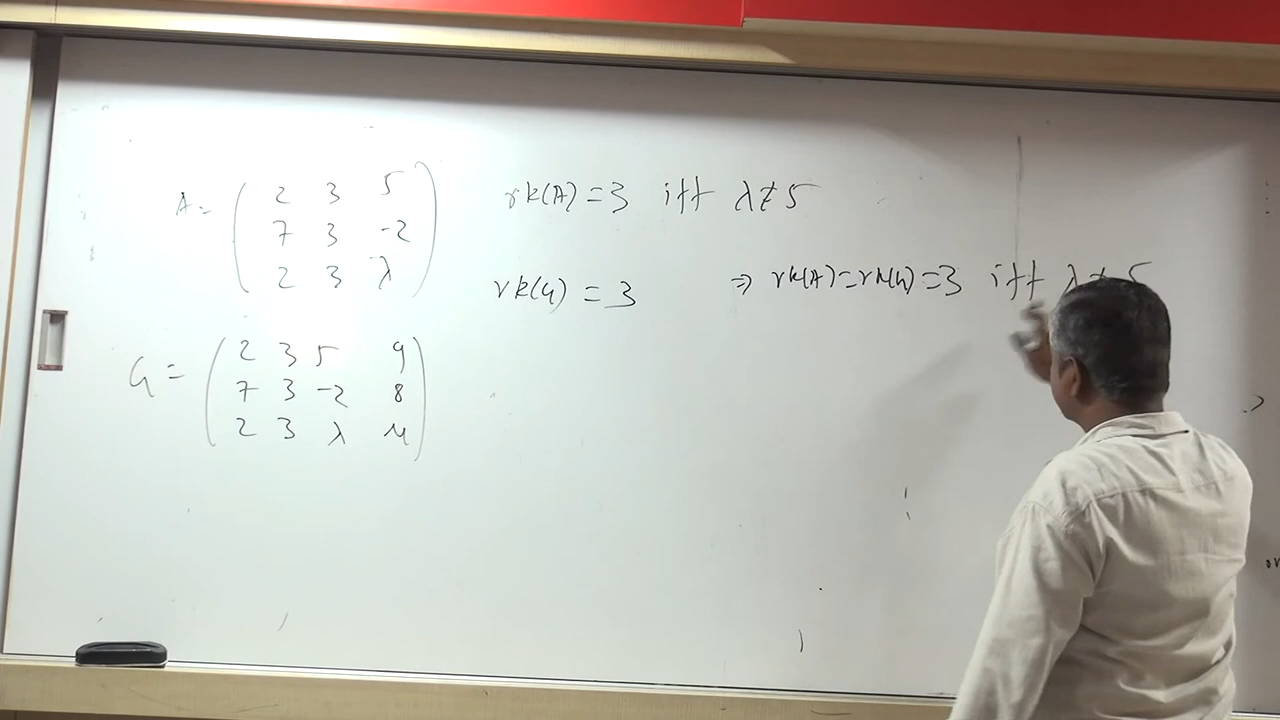 A = ( 2 3 5
7 3 -2
2 3 λ )
rk(A) = 3 iff λ ≠ 5
rk(G) = 3 ⇒ rk(A) = rk(G) = 3 iff λ ≠ 5
G = ( 2 3 5 9
7 3 -2 8
2 3 λ μ )